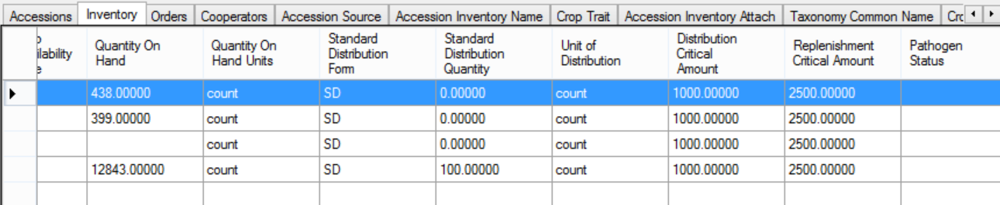 Accessions Inventory Orders Cooperators Accession Source Accession Inventory Name Crop Trait Accession Inventory Attach Taxonomy Common Name
Quantity On Hand Quantity On Hand Units Standard Distribution Form Standard Distribution Quantity Unit of Distribution Distribution Critical Amount Replenishment Critical Amount Pathogen Status
438.00000 count SD 0.00000 count 1000.00000 2500.00000
399.00000 count SD 0.00000 count 1000.00000 2500.00000
count SD 0.00000 count 1000.00000 2500.00000
12843.00000 count SD 100.00000 count 1000.00000 2500.00000